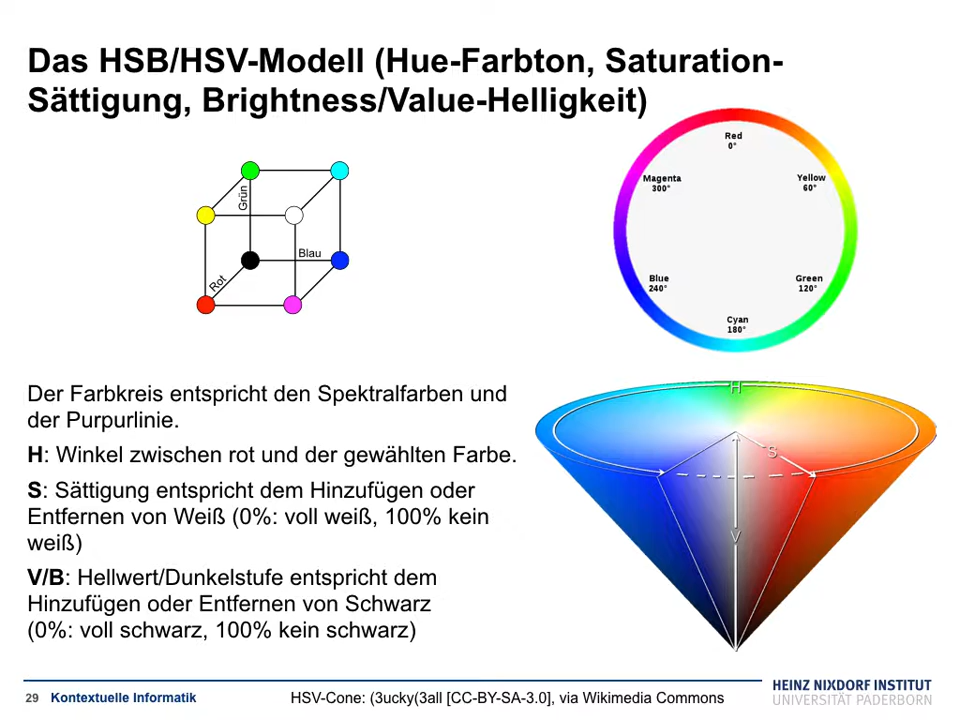 Das HSB/HSV-Modell (Hue-Farbton, Saturation-
Sättigung, Brightness/Value-Helligkeit)
Grün
Blau
Rot
Red
0°
Magenta
300°
Yellow
60°
Blue
240°
Green
120°
Cyan
180°
Der Farbkreis entspricht den Spektralfarben und
der Purpurlinie.
H: Winkel zwischen rot und der gewählten Farbe.
S: Sättigung entspricht dem Hinzufügen oder
Entfernen von Weiß (0%: voll weiß, 100% kein
weiß)
V/B: Hellwert/Dunkelstufe entspricht dem
Hinzufügen oder Entfernen von Schwarz
(0%: voll schwarz, 100% kein schwarz)
H
S
V
29 Kontextuelle Informatik
HSV-Cone: (3ucky(3all [CC-BY-SA-3.0], via Wikimedia Commons
HEINZ NIXDORF INSTITUT
UNIVERSITÄT PADERBORN